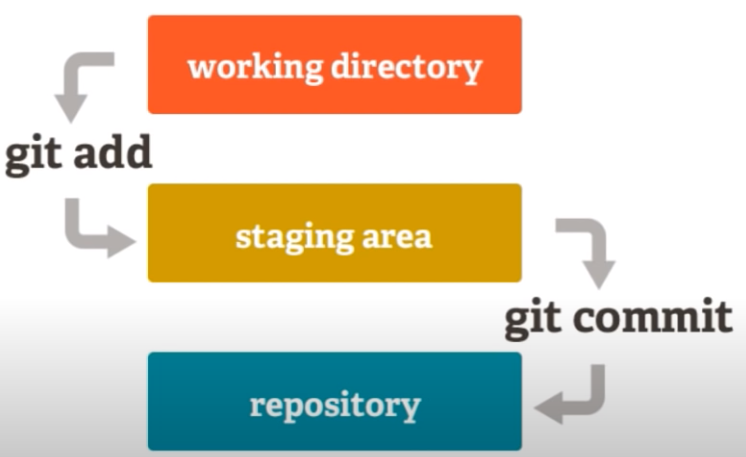 working directory
git add
staging area
git commit
repository